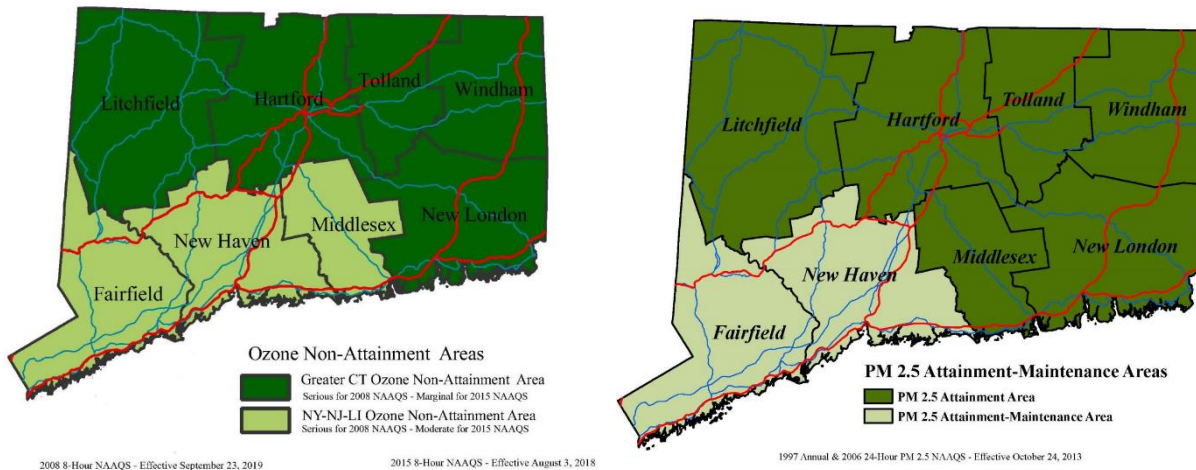 Litchfield
Hartford
Tolland
Windham
New Haven
Middlesex
New London
Fairfield
Ozone Non-Attainment Areas
Greater CT Ozone Non-Attainment Area
Serious for 2008 NAAQS - Marginal for 2015 NAAQS
NY-NJ-LI Ozone Non-Attainment Area
Serious for 2008 NAAQS - Moderate for 2015 NAAQS
2008 8-Hour NAAQS - Effective September 23, 2019
2015 8-Hour NAAQS - Effective August 3, 2018
Litchfield
Hartford
Tolland
Windham
New Haven
Middlesex
New London
Fairfield
PM 2.5 Attainment-Maintenance Areas
PM 2.5 Attainment Area
PM 2.5 Attainment-Maintenance Area
1997 Annual & 2006 24-Hour PM 2.5 NAAQS - Effective October 24, 2013